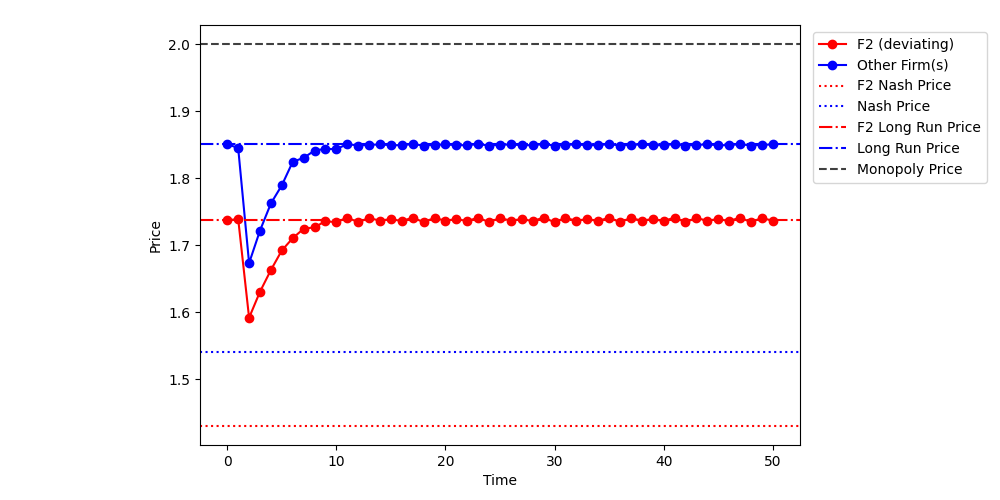 2.0
1.9
1.8
1.7
1.6
1.5
Price
0 10 20 30 40 50
Time
F2 (deviating)
Other Firm(s)
F2 Nash Price
Nash Price
F2 Long Run Price
Long Run Price
Monopoly Price